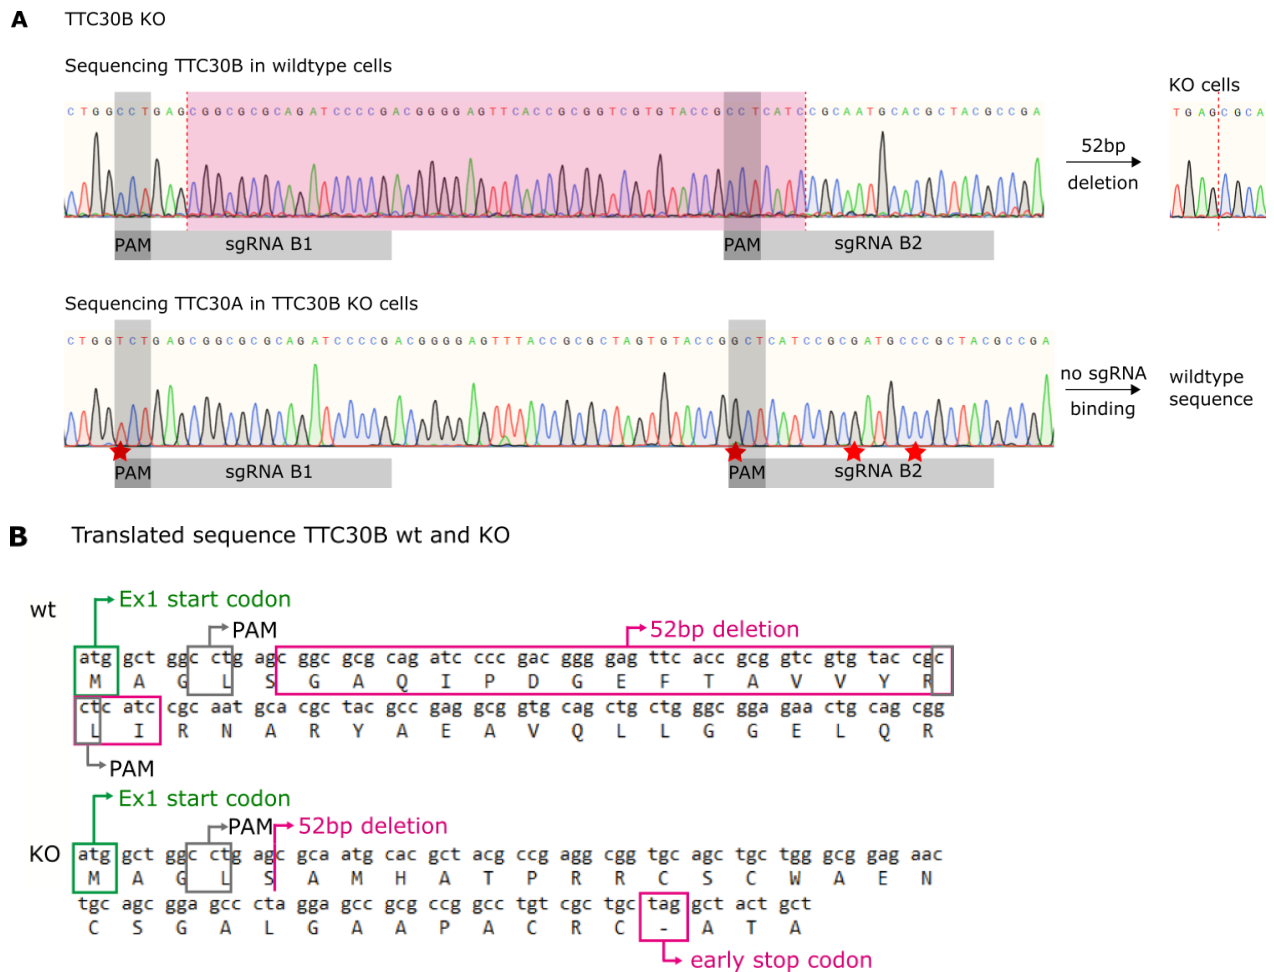 A TTC30B KO
Sequencing TTC30B in wildtype cells
KO cells
C T G G C C T G A G C G G C G C G C A G A T C C C C G A C G G G G A G T T C A C C G C G G T C G T G T A C C G C C T C A T C C G C A A T G C A C G C T A C G C C G A
T G A G C G C A
52bp
deletion
PAM sgRNA B1 PAM sgRNA B2
Sequencing TTC30A in TTC30B KO cells
C T G G T C T G A G C G G C G C G C A G A T C C C C G A C G G G G A G T T T A C C G C G C T A G T G T A C C G G C T C A T C C G C G A T G C C C G C T A C G C C G A
no sgRNA
binding
wildtype
sequence
PAM sgRNA B1 PAM sgRNA B2
B Translated sequence TTC30B wt and KO
wt
Ex1 start codon
PAM
52bp deletion
atg gct ggc cct gag cggc gcg cag atc ccc gac ggg gag ttc acc gcg gtc gtg tac cgc
M A G L S G A Q I P D G E F T A V V Y R
ctc atc cgc aat gca cgc tac gcc gag gcg gtg cag ctg ctg ggc gga gaa ctg cag cgg
L I R N A R Y A E A V Q L L G G E L Q R
PAM
Ex1 start codon
PAM 52bp deletion
KO
atg gct ggc ctg agc gca atg cac gct acg ccg agg cgg tgc agc tgc tgg gcg gag aac
M A G L S A M H A T P R R C S C W A E N
tgc agc gga gcc cta gga gcc gcg ccg gcc tgt cgc tgc tag gct act gct
C S G A L G A A P A C R C - A T A
early stop codon